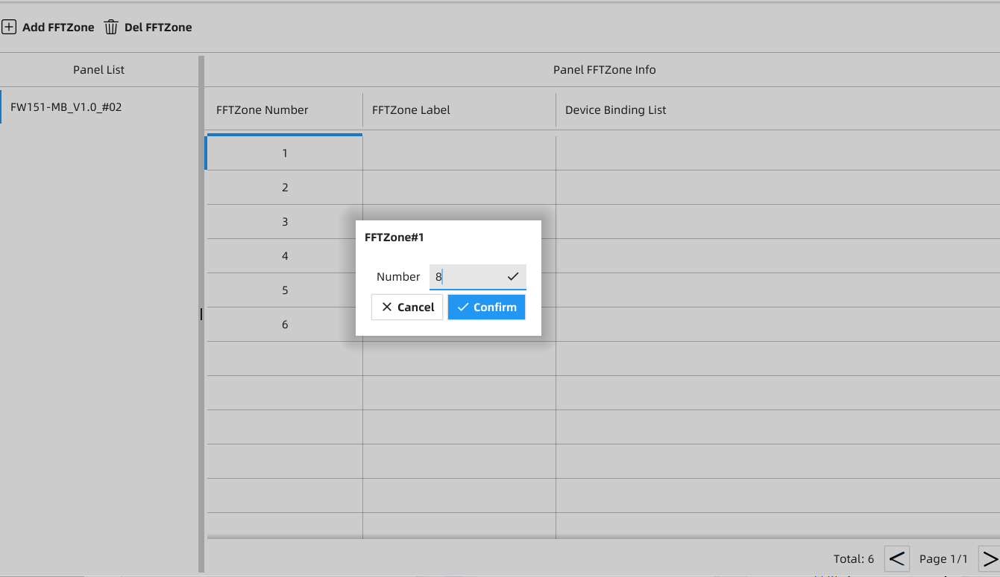 Add FFTZone Del FFTZone
Panel List Panel FFTZone Info
FW151-MB_V1.0_#02
FFTZone Number FFTZone Label Device Binding List
1
2
3
4
5
6
FFTZone#1
Number 8
Cancel Confirm
Total: 6 Page 1/1